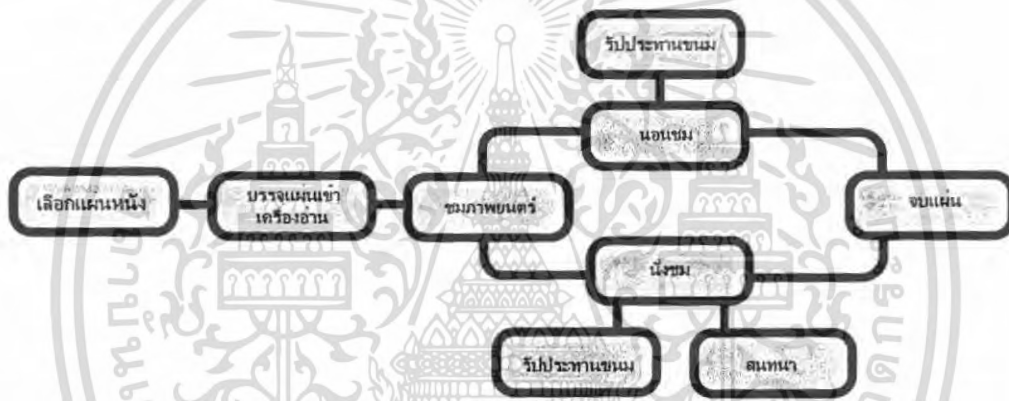 รับประทานขนม
นอนชม
เลือกแผ่นหนัง
บรรจุแผ่นเข้า
เครื่องอ่าน
ชมภาพยนตร์
จบแผ่น
นั่งชม
รับประทานขนม
สนทนา